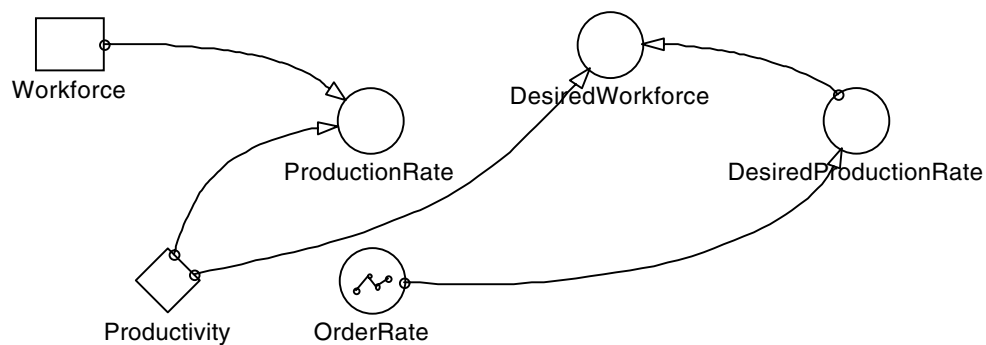 Workforce
DesiredWorkforce
ProductionRate
DesiredProductionRate
Productivity
OrderRate